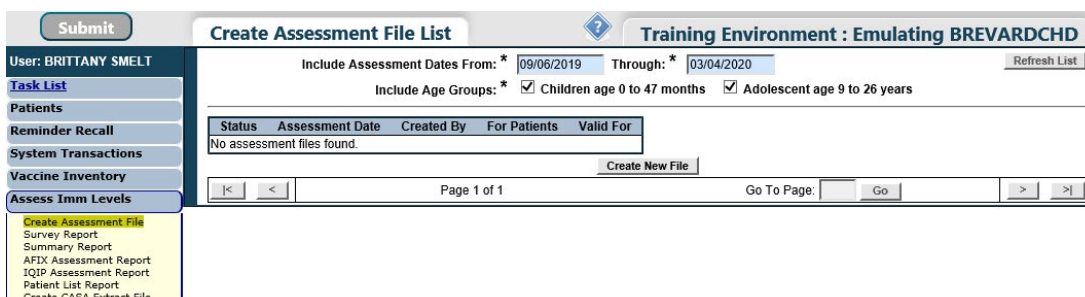 Submit
Create Assessment File List
?
Training Environment : Emulating BREVARDCHD
User: BRITTANY SMELT
Task List
Patients
Reminder Recall
System Transactions
Vaccine Inventory
Assess Imm Levels
Create Assessment File
Survey Report
Summary Report
AFIX Assessment Report
IQIP Assessment Report
Patient List Report
Create CASA Extract File
Include Assessment Dates From: * 09/06/2019 Through: * 03/04/2020
Refresh List
Include Age Groups: * Children age 0 to 47 months Adolescent age 9 to 26 years
Status Assessment Date Created By For Patients Valid For
No assessment files found.
Create New File
|< < Page 1 of 1 Go To Page: Go > >|